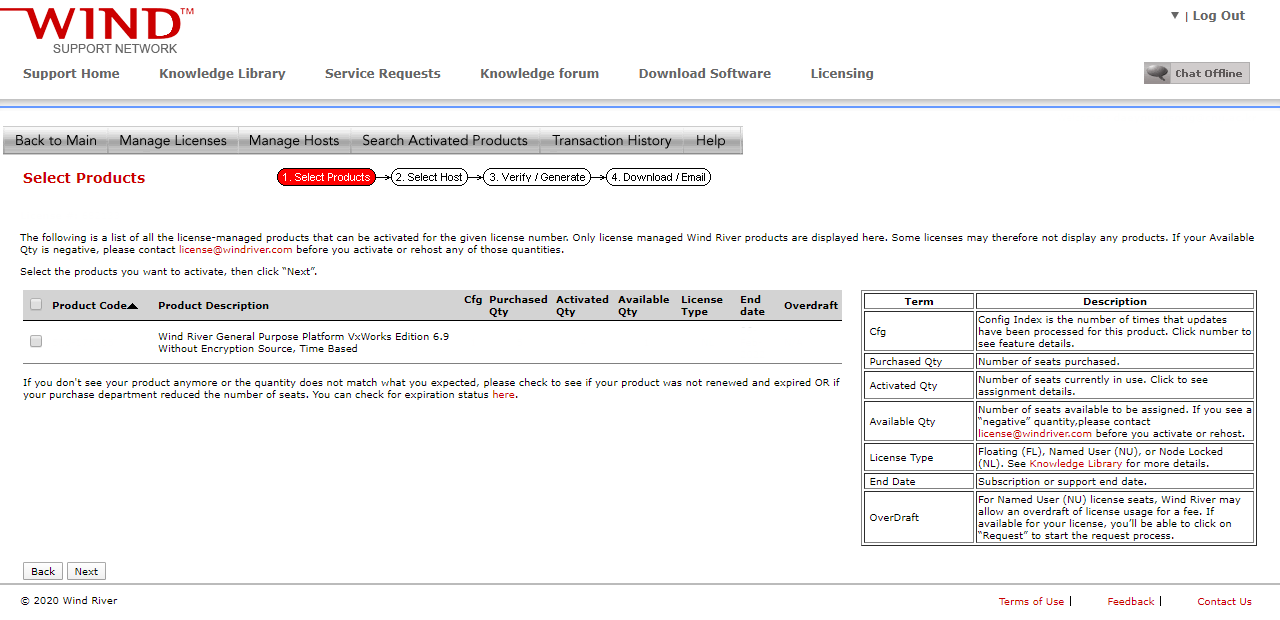 WIND™
SUPPORT NETWORK
▼ | Log Out
Support Home Knowledge Library Service Requests Knowledge forum Download Software Licensing
Chat Offline
Back to Main Manage Licenses Manage Hosts Search Activated Products Transaction History Help
Select Products
1. Select Products 2. Select Host 3. Verify / Generate 4. Download / Email
The following is a list of all the license-managed products that can be activated for the given license number. Only license managed Wind River products are displayed here. Some licenses may therefore not display any products. If your Available
Qty is negative, please contact license@windriver.com before you activate or rehost any of those quantities.
Select the products you want to activate, then click “Next”.
Product Code▲ Product Description Cfg Purchased Qty Activated Qty Available Qty License Type End date Overdraft
Wind River General Purpose Platform VxWorks Edition 6.9
Without Encryption Source, Time Based
If you don't see your product anymore or the quantity does not match what you expected, please check to see if your product was not renewed and expired OR if
your purchase department reduced the number of seats. You can check for expiration status here.
Term Description
Cfg
Config Index is the number of times that updates
have been processed for this product. Click number to
see feature details.
Purchased Qty Number of seats purchased.
Activated Qty
Number of seats currently in use. Click to see
assignment details.
Available Qty
Number of seats available to be assigned. If you see a
“negative” quantity,please contact
license@windriver.com before you activate or rehost.
License Type
Floating (FL), Named User (NU), or Node Locked
(NL). See Knowledge Library for more details.
End Date Subscription or support end date.
OverDraft
For Named User (NU) license seats, Wind River may
allow an overdraft of license usage for a fee. If
available for your license, you’ll be able to click on
“Request” to start the request process.
Back Next
© 2020 Wind River
Terms of Use | Feedback | Contact Us